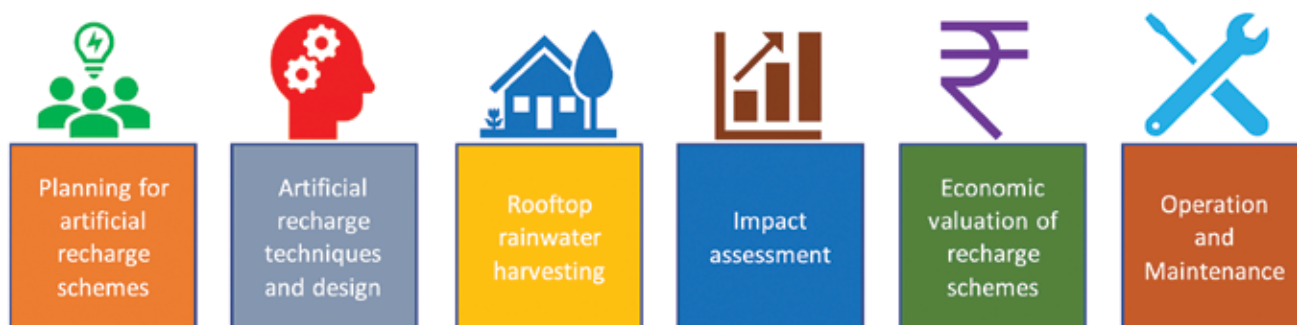 Planning for
artificial
recharge
schemes
Artificial
recharge
techniques
and design
Rooftop
rainwater
harvesting
Impact
assessment
₹
Economic
valuation of
recharge
schemes
Operation
and
Maintenance